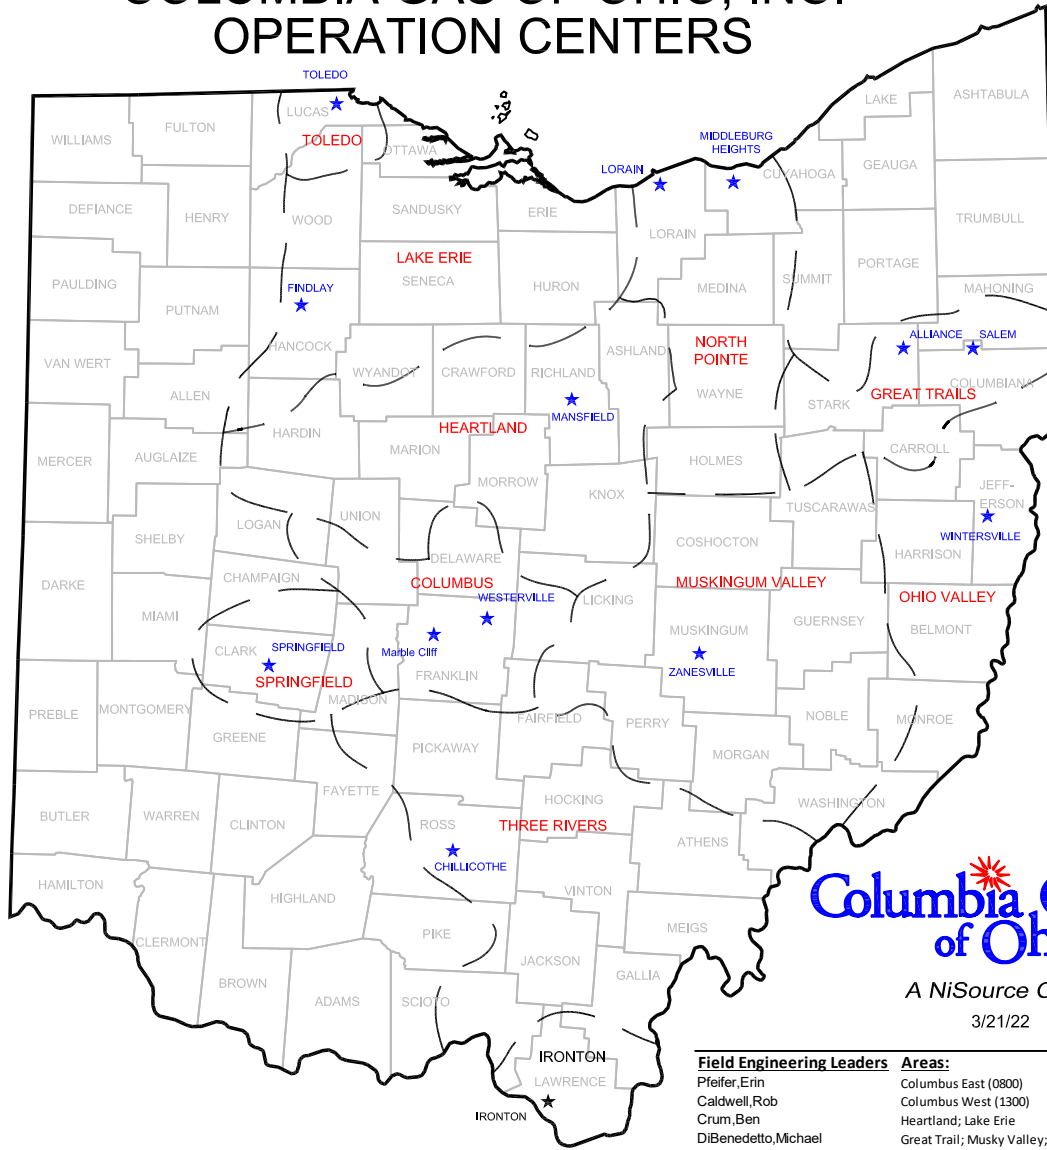 COLUMBIA GAS OF OHIO, INC.
OPERATION CENTERS
TOLEDO
LUCAS
LAKE
ASHTABULA
WILLIAMS
FULTON
TOLEDO
OTTAWA
MIDDLEBURG
HEIGHTS
LORAIN
CUYAHOGA
GEAUGA
DEFIANCE
HENRY
WOOD
SANDUSKY
ERIE
LORAIN
TRUMBULL
LAKE ERIE
SENECA
PAULDING
PUTNAM
FINDLAY
HURON
MEDINA
SUMMIT
PORTAGE
MAHONING
VAN WERT
HANCOCK
ASHLAND
NORTH
POINTE
ALLIANCE
SALEM
WYANDOT
CRAWFORD
RICHLAND
ALLEN
MANSFIELD
WAYNE
STARK
GREAT TRAILS
COLUMBIANA
HARDIN
HEARTLAND
MERCER
AUGLAIZE
MARION
MORROW
HOLMES
CARROLL
KNOX
JEFF-
ERSON
LOGAN
UNION
TUSCARAWAS
WINTERSVILLE
SHELBY
DELAWARE
COSHOCTON
HARRISON
DARKE
CHAMPAIGN
COLUMBUS
WESTERVILLE
LICKING
MUSKINGUM VALLEY
OHIO VALLEY
MIAMI
MUSKINGUM
GUERNSEY
BELMONT
CLARK
SPRINGFIELD
Marble Cliff
FRANKLIN
ZANESVILLE
SPRINGFIELD
MADISON
PREBLE
MONTGOMERY
GREENE
FAIRFIELD
PERRY
NOBLE
MONROE
PICKAWAY
MORGAN
FAYETTE
HOCKING
WASHINGTON
BUTLER
WARREN
CLINTON
ROSS
THREE RIVERS
ATHENS
CHILLICOTHE
HAMILTON
HIGHLAND
VINTON
Columbia
of
CLERMONT
PIKE
MEIGS
JACKSON
GALLIA
BROWN
ADAMS
SCIOTO
A NiSource
3/21/22
IRONTON
LAWRENCE
IRONTON
Field Engineering Leaders Areas:
Pfeifer,Erin Columbus East (0800)
Caldwell,Rob Columbus West (1300)
Crum,Ben Heartland; Lake Erie
DiBenedetto,Michael Great Trail; Musky Valley;